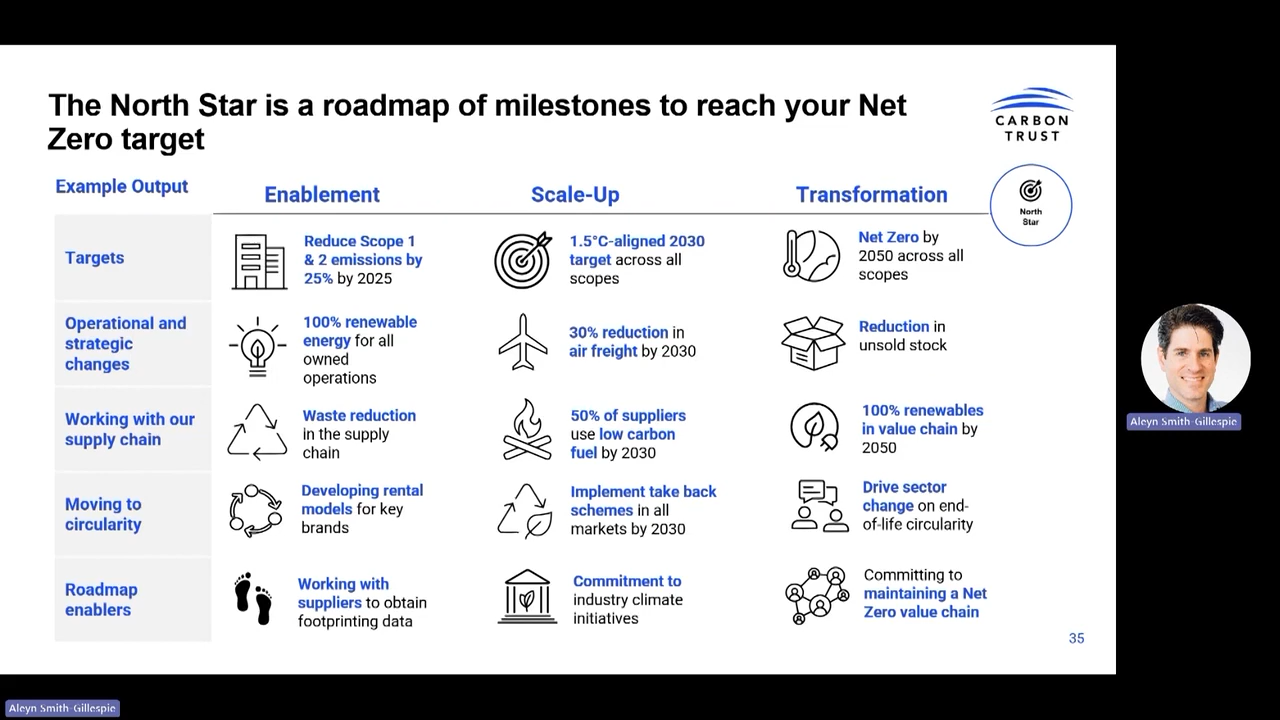 The North Star is a roadmap of milestones to reach your Net
Zero target
CARBON
TRUST
Example Output
Enablement
Scale-Up
Transformation
North
Star
Targets
Reduce Scope 1
& 2 emissions by
25% by 2025
1.5°C-aligned 2030
target across all
scopes
Net Zero by
2050 across all
scopes
Operational and
strategic
changes
100% renewable
energy for all
owned
operations
30% reduction in
air freight by 2030
Reduction in
unsold stock
Working with our
supply chain
Waste reduction
in the supply
chain
50% of suppliers
use low carbon
fuel by 2030
100% renewables
in value chain by
2050
Moving to
circularity
Developing rental
models for key
brands
Implement take back
schemes in all
markets by 2030
Drive sector
change on end-
of-life circularity
Roadmap
enablers
Working with
suppliers to obtain
footprinting data
Commitment to
industry climate
initiatives
Committing to
maintaining a Net
Zero value chain
35
Aleyn Smith-Gillespie
Aleyn Smith-Gillespie